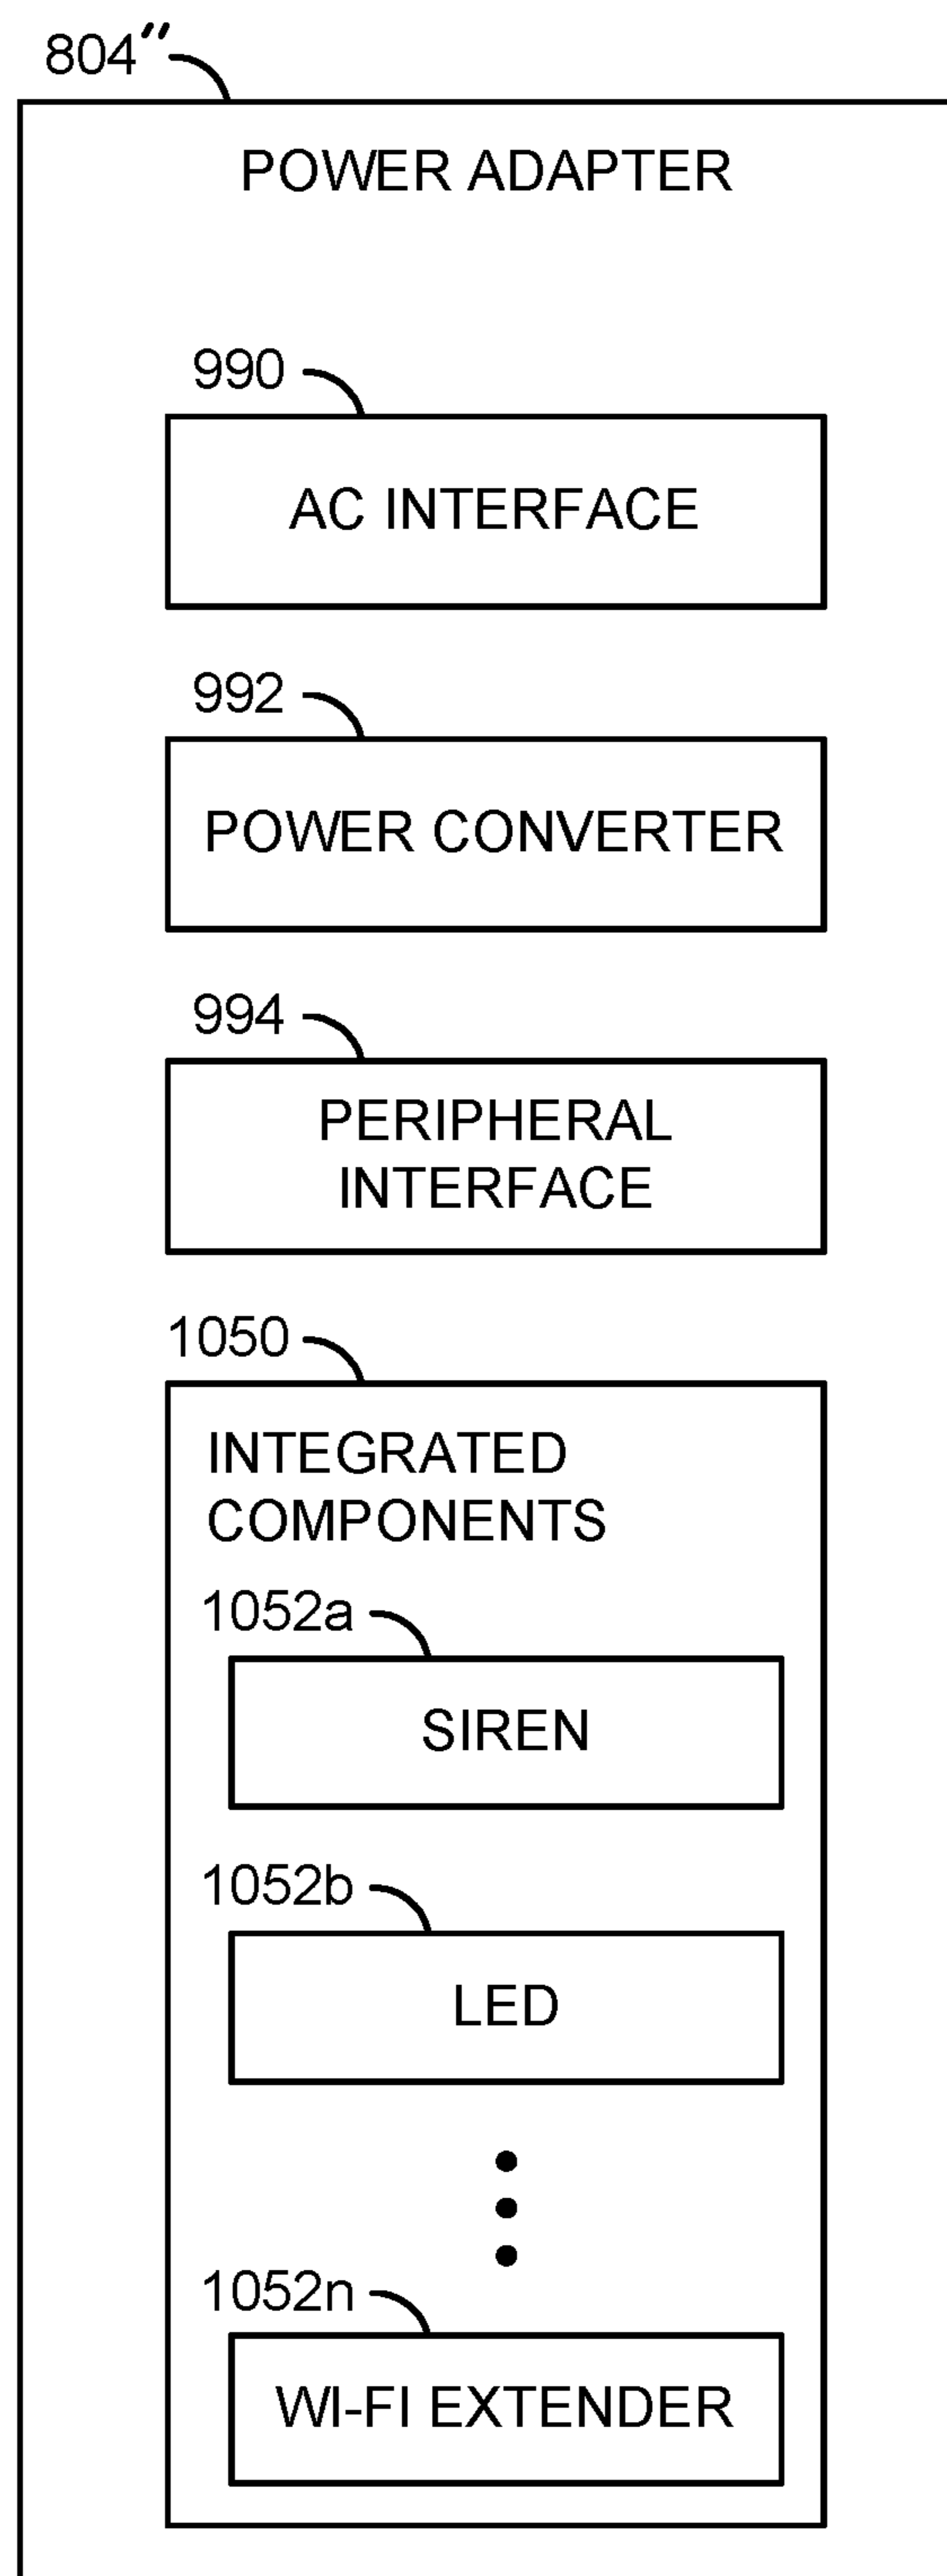 804″
POWER ADAPTER
990
AC INTERFACE
992
POWER CONVERTER
994
PERIPHERAL
INTERFACE
1050
INTEGRATED
COMPONENTS
1052a
SIREN
1052b
LED
1052n
WI-FI EXTENDER